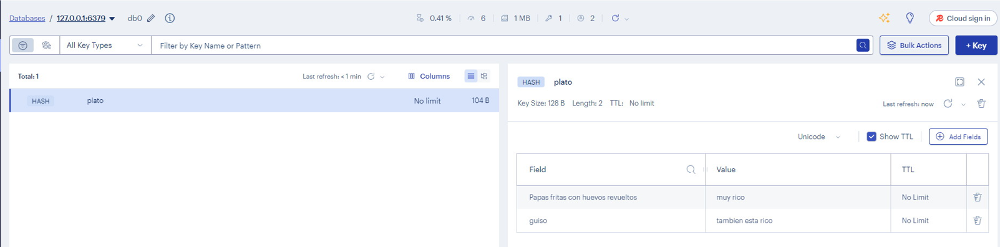 Databases / 127.0.0.1:6379 db0 0.41 % 6 1 MB 1 2 Cloud sign in
All Key Types Filter by Key Name or Pattern Bulk Actions + Key
Total: 1 Last refresh: < 1 min Columns
HASH plato No limit 104 B
HASH plato
Key Size: 128 B Length: 2 TTL: No limit Last refresh: now
Unicode Show TTL Add Fields
Field Value TTL
Papas fritas con huevos revueltos muy rico No Limit
guiso tambien esta rico No Limit